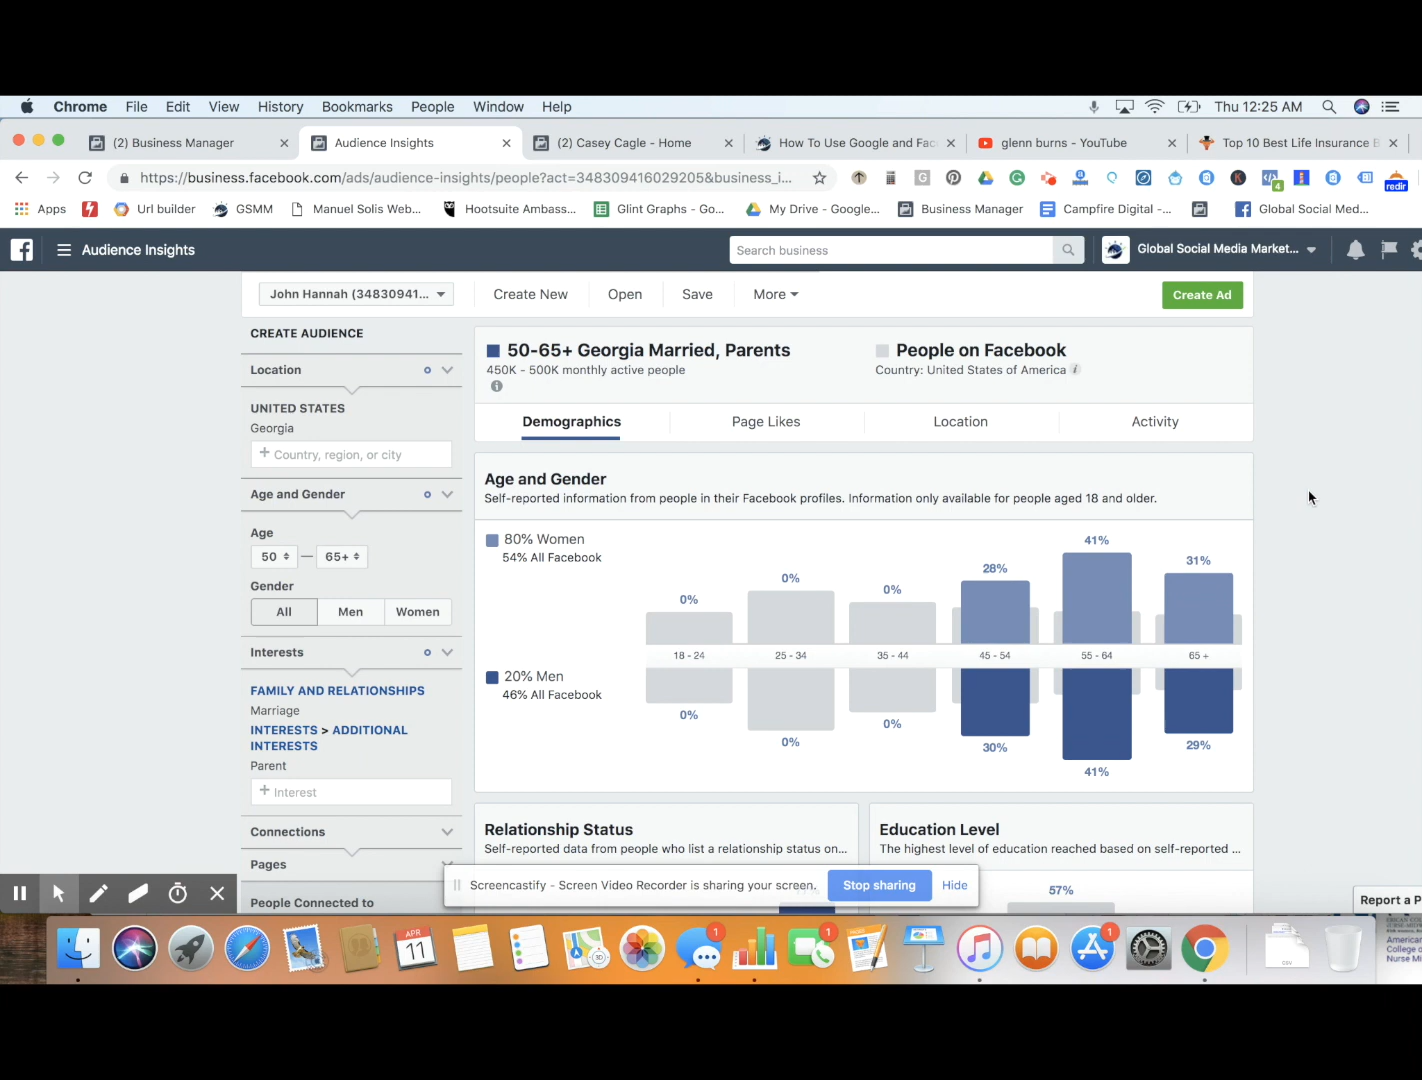 Chrome File Edit View History Bookmarks People Window Help Thu 12:25 AM
(2) Business Manager Audience Insights (2) Casey Cagle - Home How To Use Google and Fac glenn burns - YouTube Top 10 Best Life Insurance B
https://business.facebook.com/ads/audience-insights/people?act=348309416029205&business_i...
4 redir
Apps Url builder GSMM Manuel Solis Web... Hootsuite Ambass... Glint Graphs - Go... My Drive - Google... Business Manager Campfire Digital -... Global Social Med...
Audience Insights Search business Global Social Media Market...
John Hannah (34830941... Create New Open Save More Create Ad
CREATE AUDIENCE
Location
UNITED STATES
Georgia
+ Country, region, or city
Age and Gender
Age
50 — 65+
Gender
All Men Women
Interests
FAMILY AND RELATIONSHIPS
Marriage
INTERESTS > ADDITIONAL
INTERESTS
Parent
+ Interest
Connections
Pages
People Connected to
50-65+ Georgia Married, Parents
450K - 500K monthly active people
People on Facebook
Country: United States of America
Demographics Page Likes Location Activity
Age and Gender
Self-reported information from people in their Facebook profiles. Information only available for people aged 18 and older.
80% Women
54% All Facebook
0% 0% 0% 28% 41% 31%
18 - 24 25 - 34 35 - 44 45 - 54 55 - 64 65 +
20% Men
46% All Facebook
0% 0% 0% 30% 41% 29%
Relationship Status
Self-reported data from people who list a relationship status on...
Education Level
The highest level of education reached based on self-reported ...
57%
Screencastify - Screen Video Recorder is sharing your screen. Stop sharing Hide
Report a P
APR
11
3D
1
1
1
CSV
American
College o
Nurse Mi